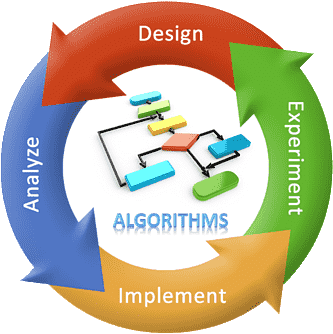 Design
Analyze
Experiment
ALGORITHMS
Implement